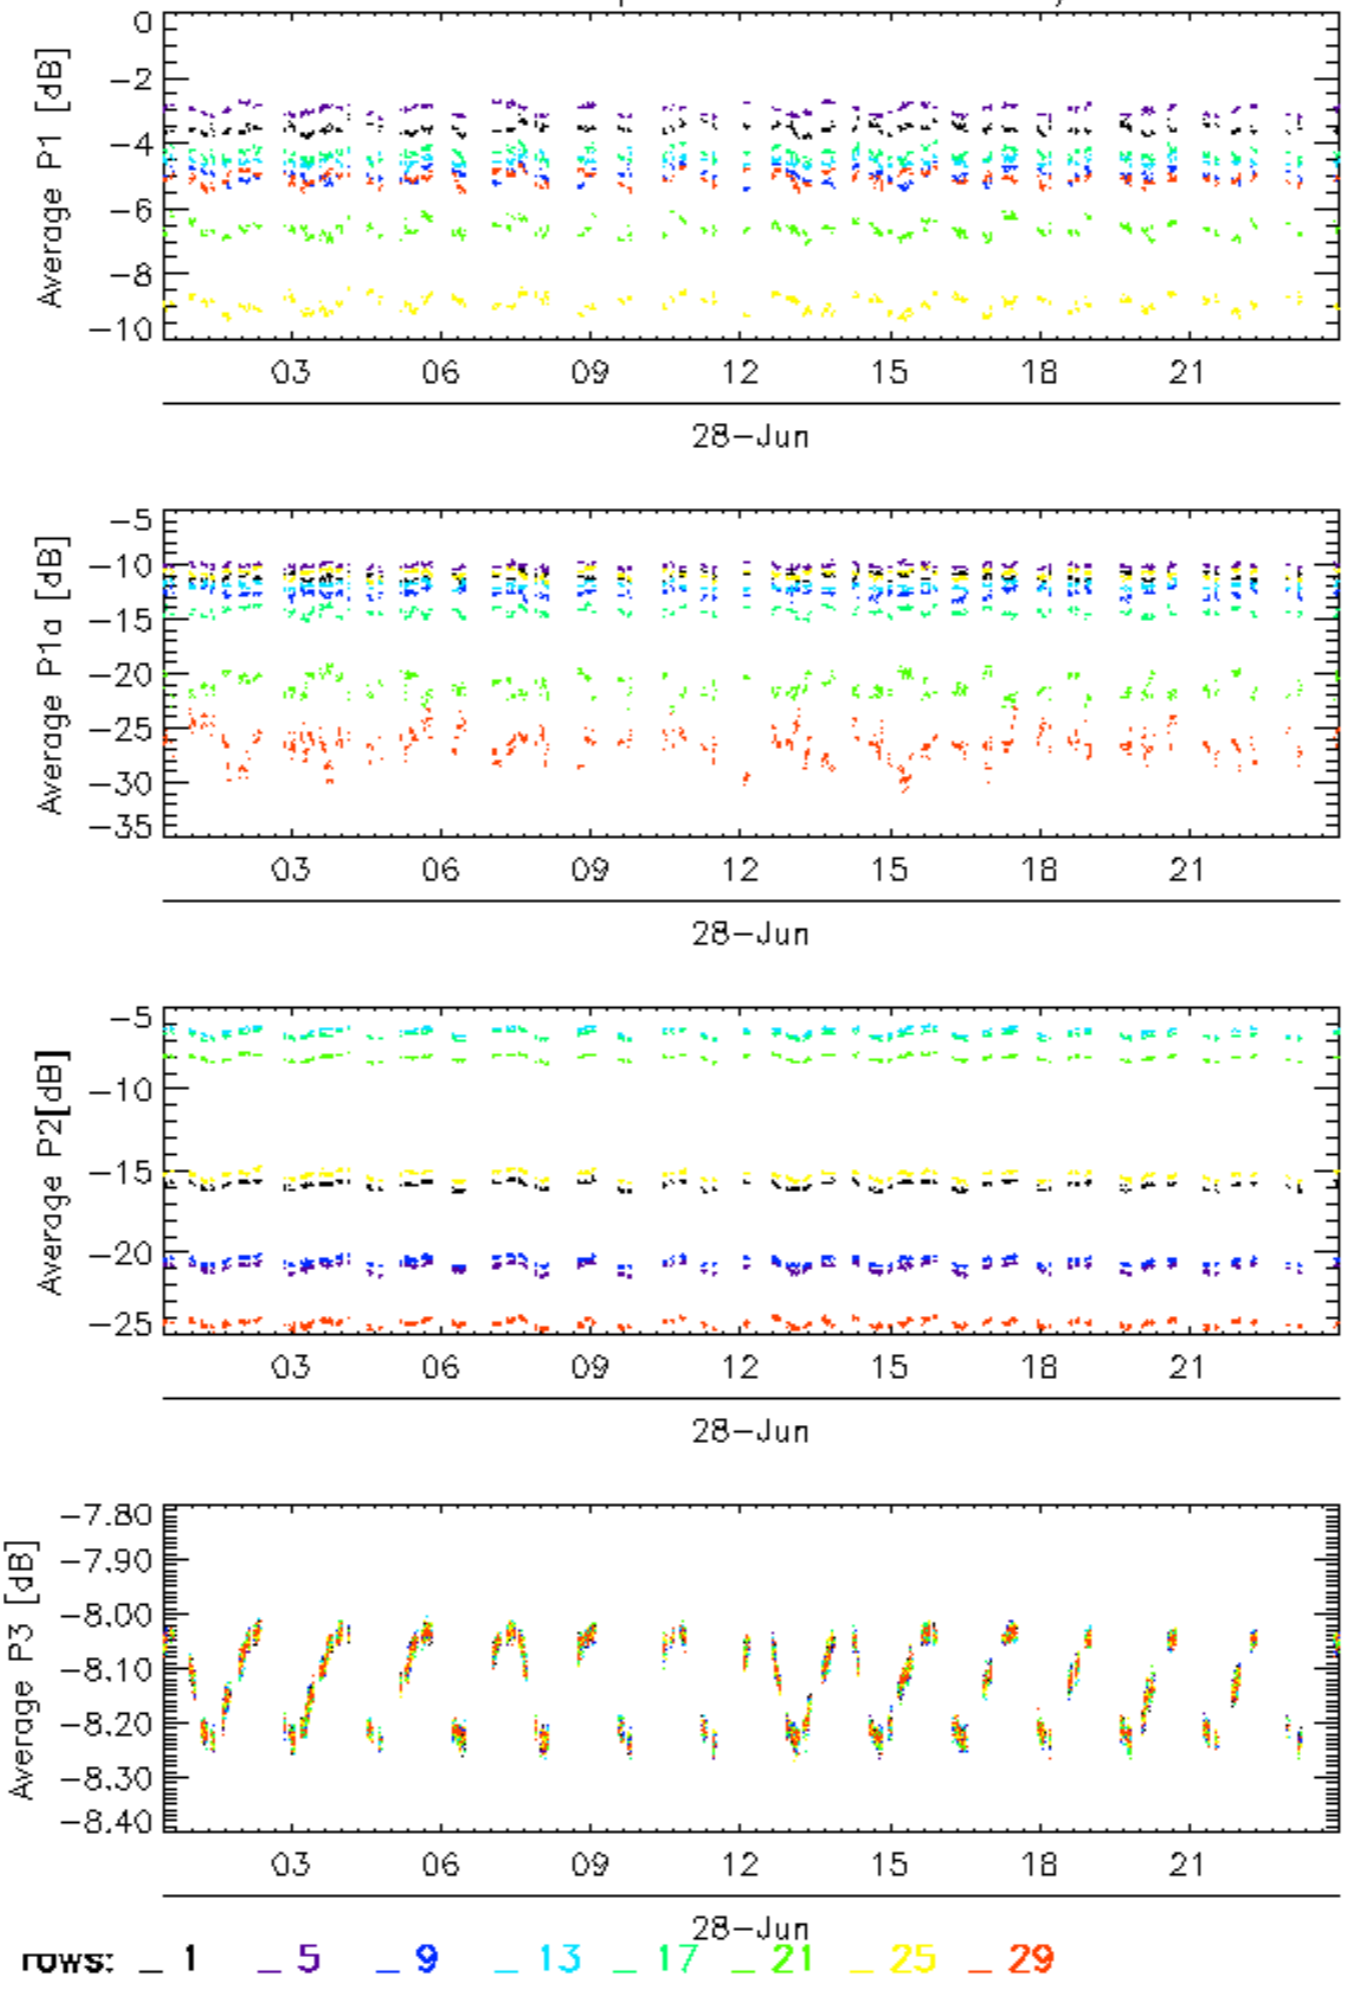 0
−2
−4
−6
−8
−10
Average P1 [dB]
03 06 09 12 15 18 21
28−Jun
−5
−10
−15
−20
−25
−30
−35
Average P1a [dB]
03 06 09 12 15 18 21
28−Jun
−5
−10
−15
−20
−25
Average P2[dB]
03 06 09 12 15 18 21
28−Jun
−7.80
−7.90
−8.00
−8.10
−8.20
−8.30
−8.40
Average P3 [dB]
03 06 09 12 15 18 21
28−Jun
rows: _ 1 _ 5 _ 9 _ 13 _ 17 _ 21 _ 25 _ 29